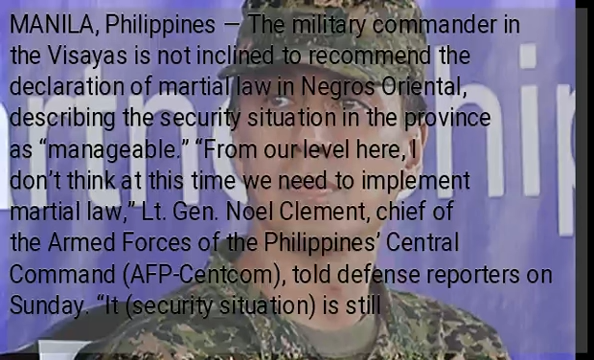 MANILA, Philippines — The military commander in
the Visayas is not inclined to recommend the
declaration of martial law in Negros Oriental,
describing the security situation in the province
as “manageable.” “From our level here, I
don’t think at this time we need to implement
martial law,” Lt. Gen. Noel Clement, chief of
the Armed Forces of the Philippines’ Central
Command (AFP-Centcom), told defense reporters on
Sunday. “It (security situation) is still